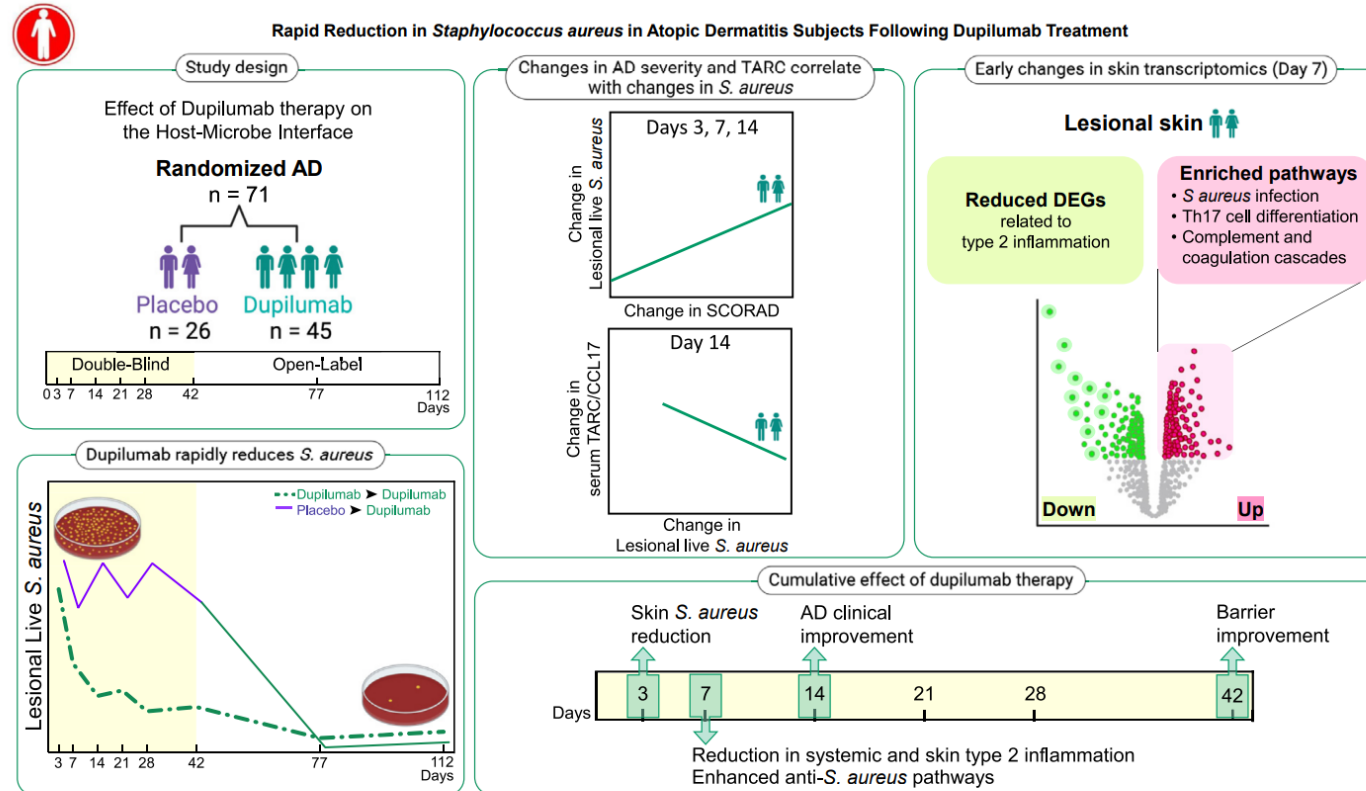 Rapid Reduction in Staphylococcus aureus in Atopic Dermatitis Subjects Following Dupilumab Treatment
Study design
Effect of Dupilumab therapy on
the Host-Microbe Interface
Randomized AD
n = 71
Placebo
n = 26
Dupilumab
n = 45
Double-Blind
Open-Label
0 3 7 14 21 28 42 77 112
Days
Dupilumab rapidly reduces S. aureus
Dupilumab ➤ Dupilumab
Placebo ➤ Dupilumab
Lesional Live S. aureus
3 7 14 21 28 42 77 112
Days
Changes in AD severity and TARC correlate
with changes in S. aureus
Days 3, 7, 14
Change in
Lesional live S. aureus
Change in SCORAD
Day 14
Change in
serum TARC/CCL17
Change in
Lesional live S. aureus
Early changes in skin transcriptomics (Day 7)
Lesional skin
Reduced DEGs
related to
type 2 inflammation
Enriched pathways
• S aureus infection
• Th17 cell differentiation
• Complement and
coagulation cascades
Down
Up
Cumulative effect of dupilumab therapy
Skin S. aureus
reduction
AD clinical
improvement
Barrier
improvement
Days
3 7 14 21 28 42
Reduction in systemic and skin type 2 inflammation
Enhanced anti-S. aureus pathways